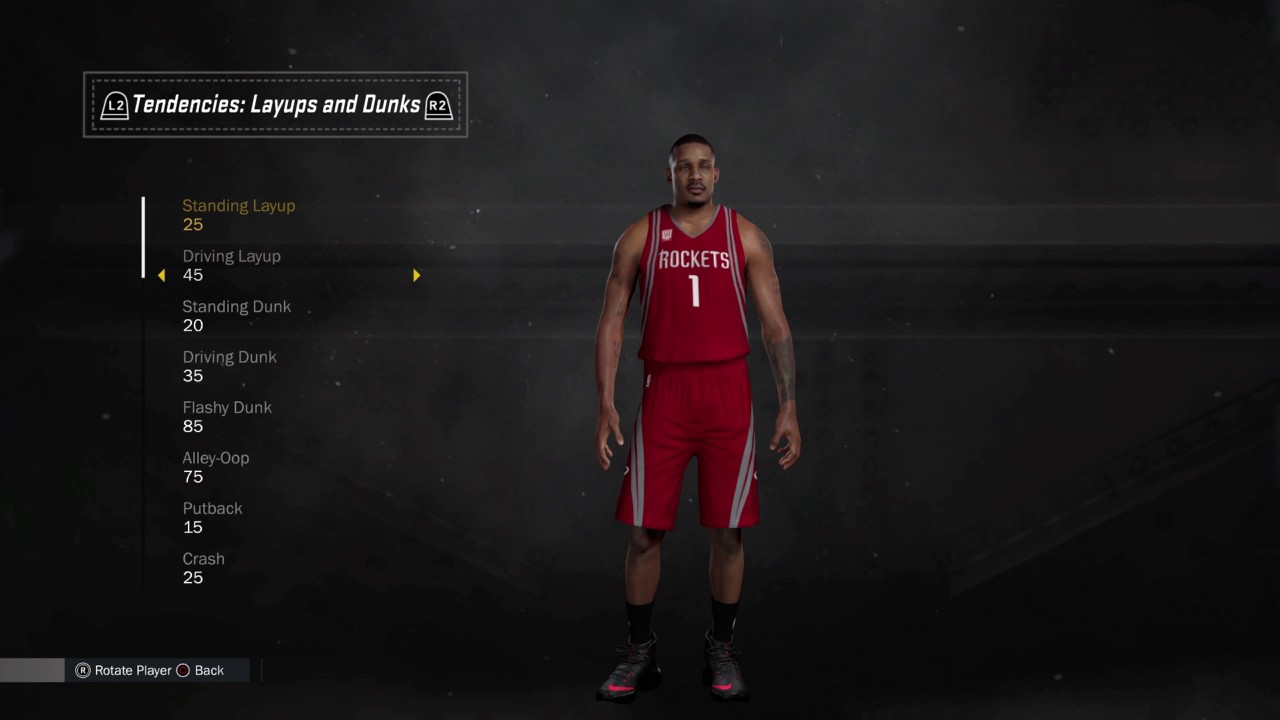 L2 Tendencies: Layups and Dunks R2
Standing Layup
25
Driving Layup
45
Standing Dunk
20
Driving Dunk
35
Flashy Dunk
85
Alley-Oop
75
Putback
15
Crash
25
ROCKETS
1
R Rotate Player Back